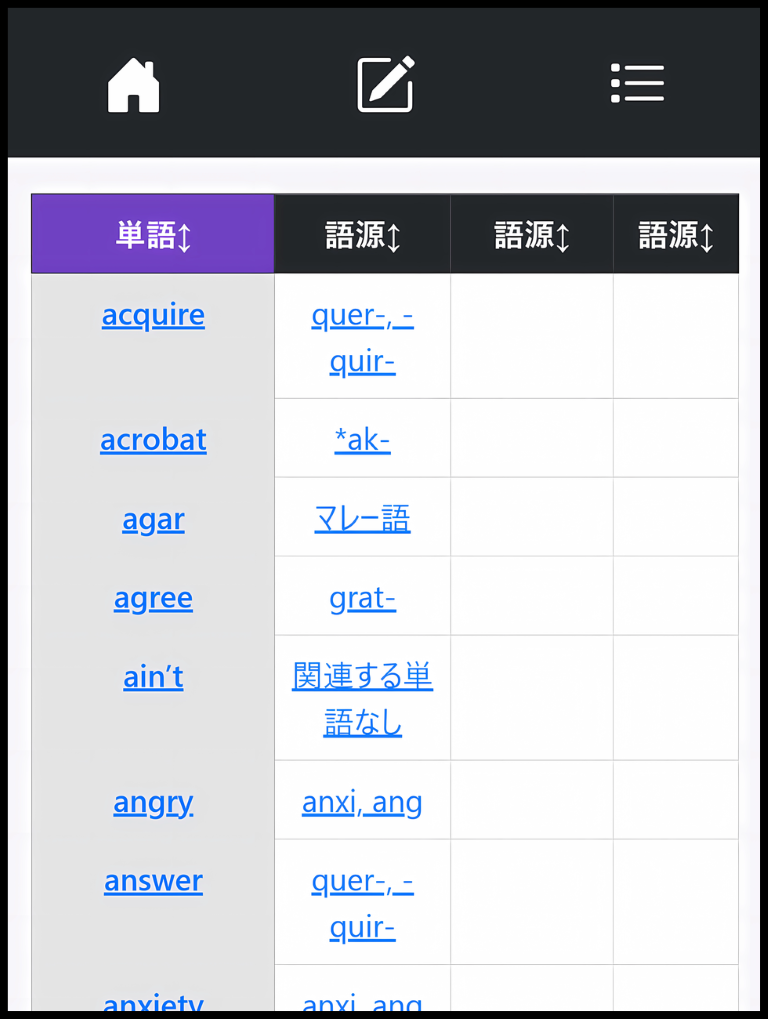 単語↕ 語源↕ 語源↕ 語源↕
acquire quer-, -
quir-
acrobat *ak-
agar マレー語
agree grat-
ain’t 関連する単
語なし
angry anxi, ang
answer quer-, -
quir-
anxiety anxi, ang